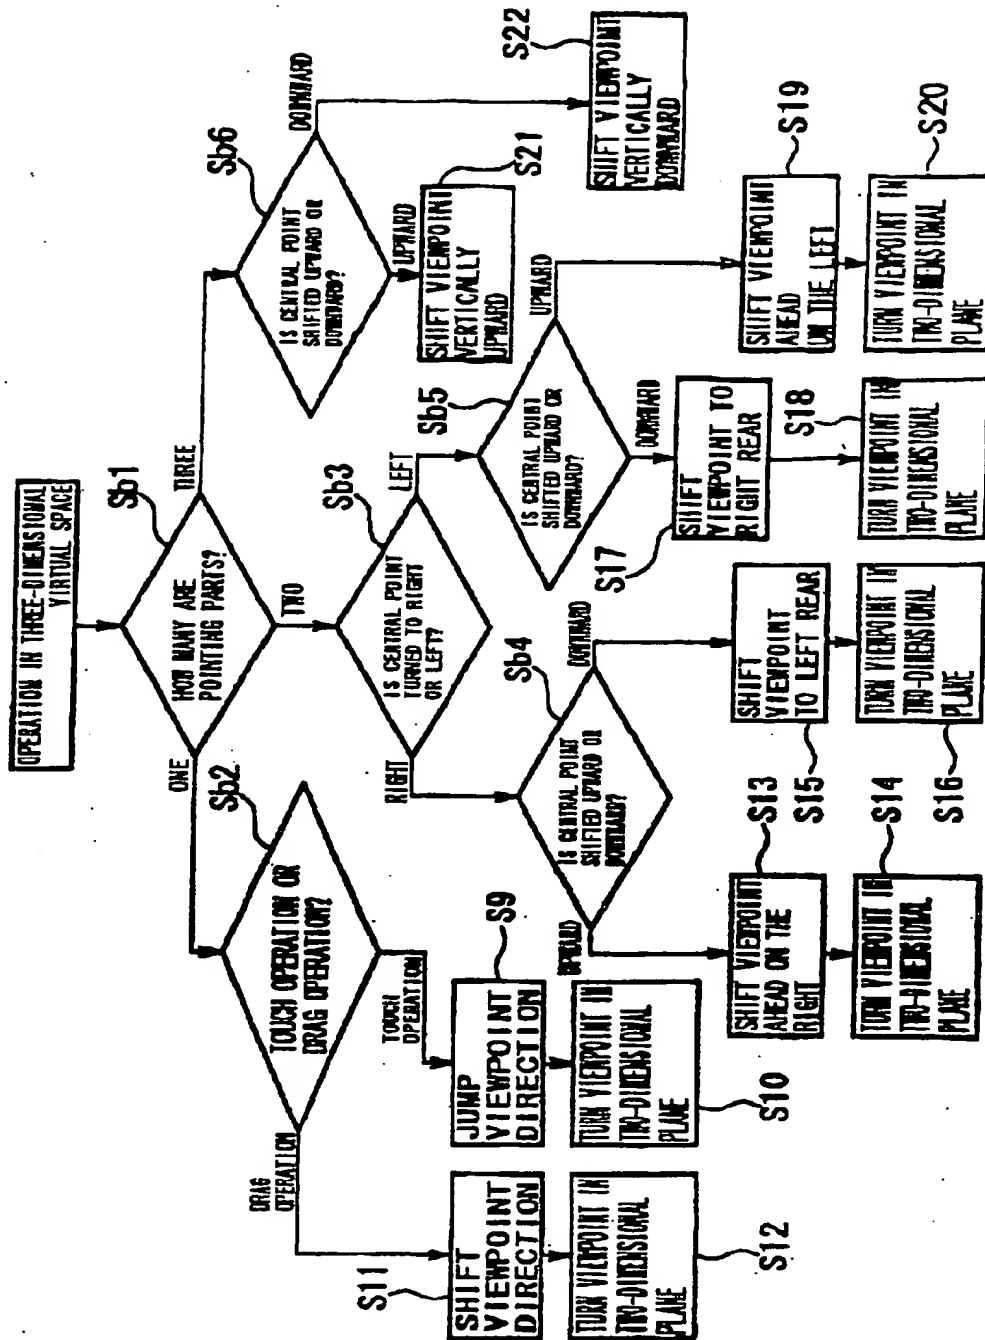 OPERATION IN THREE-DIMENSIONAL
VIRTUAL SPACE
Sb1
HOW MANY ARE
POINTING PARTS?
ONE
TWO
THREE
Sb2
TOUCH OPERATION OR
DRAG OPERATION?
DRAG
OPERATION
TOUCH
OPERATION
S11
SHIFT
VIEWPOINT
DIRECTION
TURN VIEWPOINT IN
TWO-DIMENSIONAL
PLANE
S12
JUMP
VIEWPOINT
DIRECTION
S9
TURN VIEWPOINT IN
TWO-DIMENSIONAL
PLANE
S10
Sb3
IS CENTRAL POINT
TURNED TO RIGHT
OR LEFT?
RIGHT
LEFT
Sb4
IS CENTRAL POINT
SHIFTED UPWARD OR
DOWNWARD?
UPWARD
DOWNWARD
SHIFT VIEWPOINT
AHEAD ON THE
RIGHT
S13
TURN VIEWPOINT IN
TWO-DIMENSIONAL
PLANE
S14
SHIFT
VIEWPOINT
TO LEFT REAR
S15
TURN VIEWPOINT IN
TWO-DIMENSIONAL
PLANE
S16
Sb5
IS CENTRAL POINT
SHIFTED UPWARD OR
DOWNWARD?
DOWNWARD
UPWARD
S17
SHIFT
VIEWPOINT TO
RIGHT REAR
S18
TURN VIEWPOINT IN
TWO-DIMENSIONAL
PLANE
SHIFT VIEWPOINT
AHEAD
ON THE LEFT
S19
TURN VIEWPOINT IN
TWO-DIMENSIONAL
PLANE
S20
Sb6
IS CENTRAL POINT
SHIFTED UPWARD OR
DOWNWARD?
UPWARD
DOWNWARD
SHIFT VIEWPOINT
VERTICALLY
UPWARD
S21
SHIFT VIEWPOINT
VERTICALLY
DOWNWARD
S22